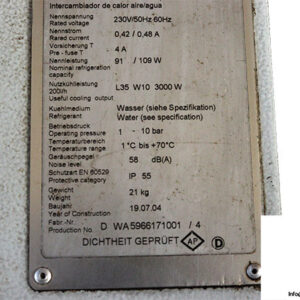 Intercambiador de calor aire/agua
Nennspannung
Rated voltage 230V/50Hz 60Hz
Nennstrom
Rated current 0,42 / 0,48 A
Vorsicherung T
Pre - fuse T 4 A
Nennleistung 91 / 109 W
Nominal refrigeration
capacity
Nutzkühlleistung
200l/h L35 W10 3000 W
Useful cooling output
Kuehlmedium Wasser (siehe Spezifikation)
Refrigerant Water (see specification)
Betriebsdruck
Operating pressure 1 - 10 bar
Temperaturbereich
Temperature range 1°C bis +70°C
Geräuschpegel
Noise level 58 dB(A)
Schutzart EN 60529
Protective category IP 55
Gewicht
Weight 21 kg
Baujahr
Year of Construction 19.07.04
Fabr.-Nr
Production No. D WA5966171001 / 4
DICHTHEIT GEPRÜFT AP D